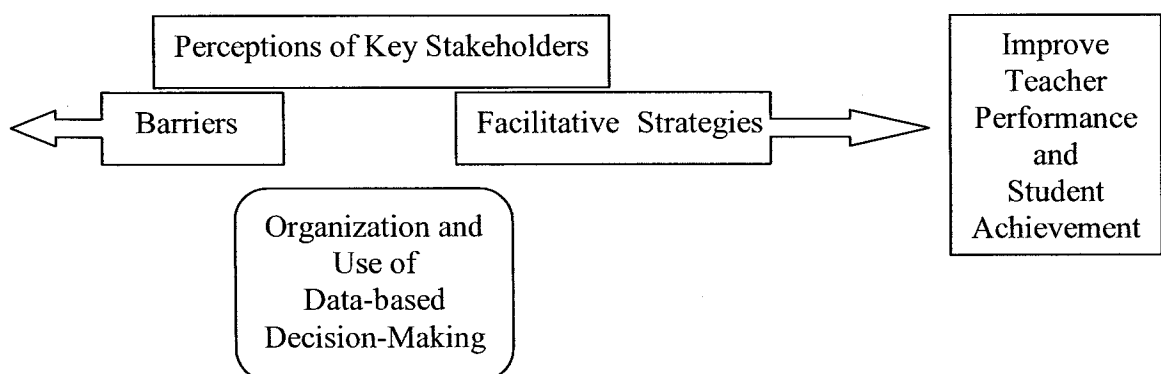 Perceptions of Key Stakeholders
Barriers
Facilitative Strategies
Organization and
Use of
Data-based
Decision-Making
Improve
Teacher
Performance
and
Student
Achievement